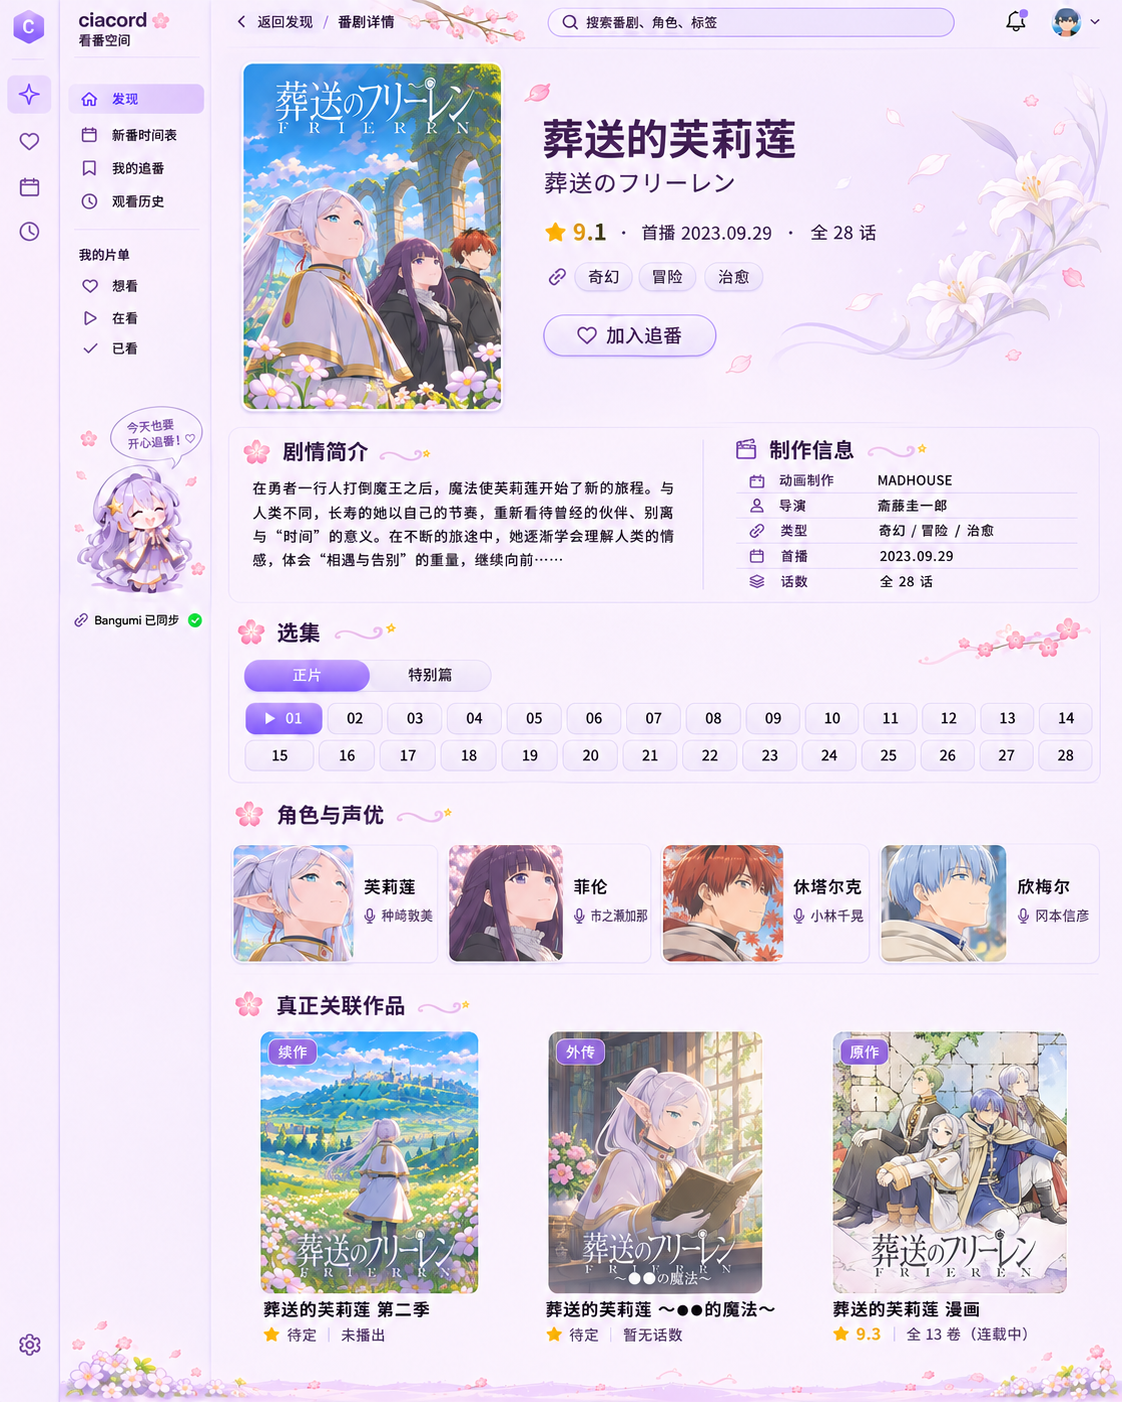 C
ciacord
看番空间
发现
新番时间表
我的追番
观看历史
我的片单
想看
在看
已看
今天也要
开心追番!♡
Bangumi 已同步
返回发现 / 番剧详情
搜索番剧、角色、标签
葬送のフリーレン
FRIERRN
葬送的芙莉莲
葬送のフリーレン
9.1 · 首播 2023.09.29 · 全 28 话
奇幻 冒险 治愈
加入追番
剧情简介
在勇者一行人打倒魔王之后，魔法使芙莉莲开始了新的旅程。与
人类不同，长寿的她以自己的节奏，重新看待曾经的伙伴、别离
与“时间”的意义。在不断的旅途中，她逐渐学会理解人类的情
感，体会“相遇与告别”的重量，继续向前……
制作信息
动画制作 MADHOUSE
导演 斋藤圭一郎
类型 奇幻 / 冒险 / 治愈
首播 2023.09.29
话数 全 28 话
选集
正片 特别篇
01 02 03 04 05 06 07 08 09 10 11 12 13 14
15 16 17 18 19 20 21 22 23 24 25 26 27 28
角色与声优
芙莉莲
种崎敦美
菲伦
市之瀬加那
休塔尔克
小林千晃
欣梅尔
冈本信彦
真正关联作品
续作
葬送のフリーレン
FRIERRN
葬送的芙莉莲 第二季
待定 | 未播出
外传
葬送のフリーレン
FRIERRN
～●●の魔法～
葬送的芙莉莲 ～●●的魔法～
待定 | 暂无话数
原作
葬送のフリーレン
FRIEREN
葬送的芙莉莲 漫画
9.3 | 全 13 卷（连载中）